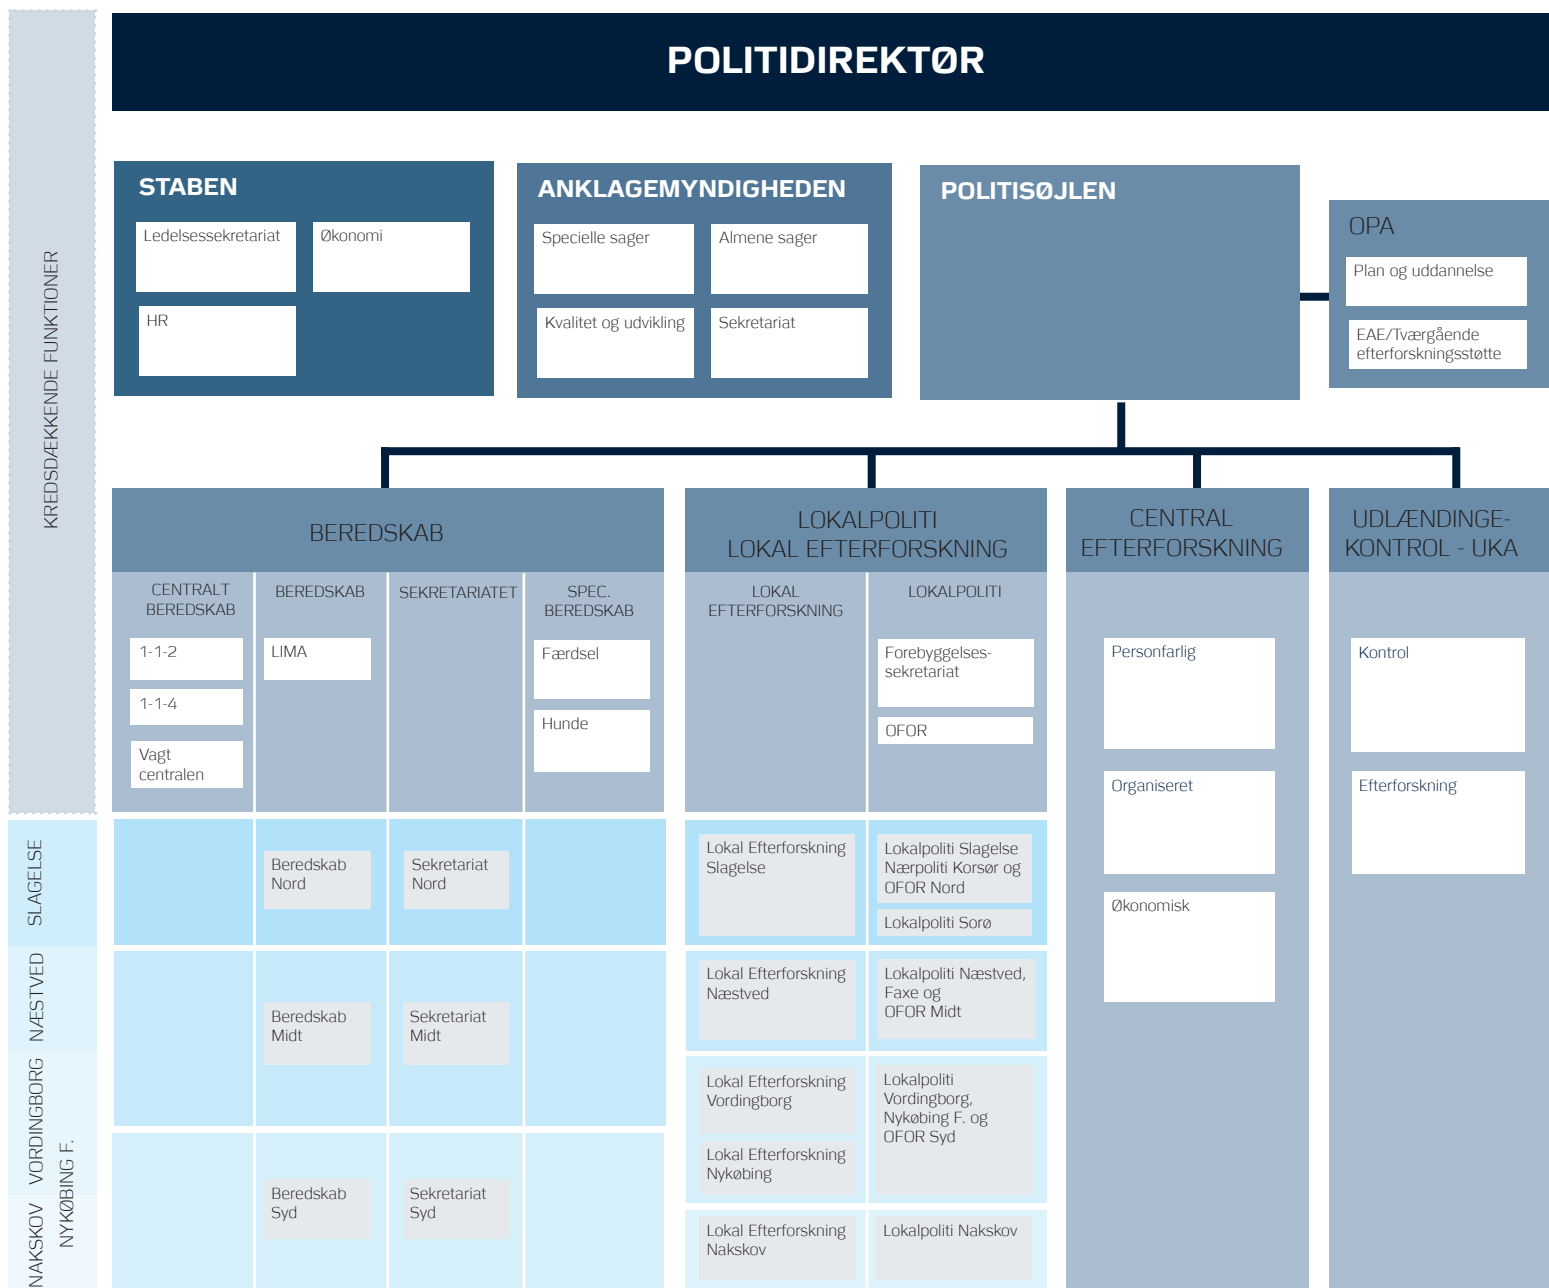 POLITIDIREKTØR
KREDSDÆKKENDE FUNKTIONER
STABEN
Ledelsessekretariat
Økonomi
HR
ANKLAGEMYNDIGHEDEN
Specielle sager
Almene sager
Kvalitet og udvikling
Sekretariat
POLITISØJLEN
OPA
Plan og uddannelse
EAE/Tværgående
efterforskningsstøtte
BEREDSKAB
CENTRALT
BEREDSKAB
1-1-2
1-1-4
Vagt
centralen
BEREDSKAB
LIMA
SEKRETARIATET
SPEC.
BEREDSKAB
Færdsel
Hunde
LOKALPOLITI
LOKAL EFTERFORSKNING
LOKAL
EFTERFORSKNING
LOKALPOLITI
Forebyggelses-
sekretariat
OFOR
CENTRAL
EFTERFORSKNING
Personfarlig
Organiseret
Økonomisk
UDLÆNDINGE-
KONTROL - UKA
Kontrol
Efterforskning
SLAGELSE
Beredskab
Nord
Sekretariat
Nord
Lokal Efterforskning
Slagelse
Lokalpoliti Slagelse
Nærpoliti Korsør og
OFOR Nord
Lokalpoliti Sorø
NÆSTVED
Beredskab
Midt
Sekretariat
Midt
Lokal Efterforskning
Næstved
Lokalpoliti Næstved,
Faxe og
OFOR Midt
VORDINGBORG
NYKØBING F.
Lokal Efterforskning
Vordingborg
Lokal Efterforskning
Nykøbing
Lokalpoliti
Vordingborg,
Nykøbing F. og
OFOR Syd
Beredskab
Syd
Sekretariat
Syd
NAKSKOV
Lokal Efterforskning
Nakskov
Lokalpoliti Nakskov